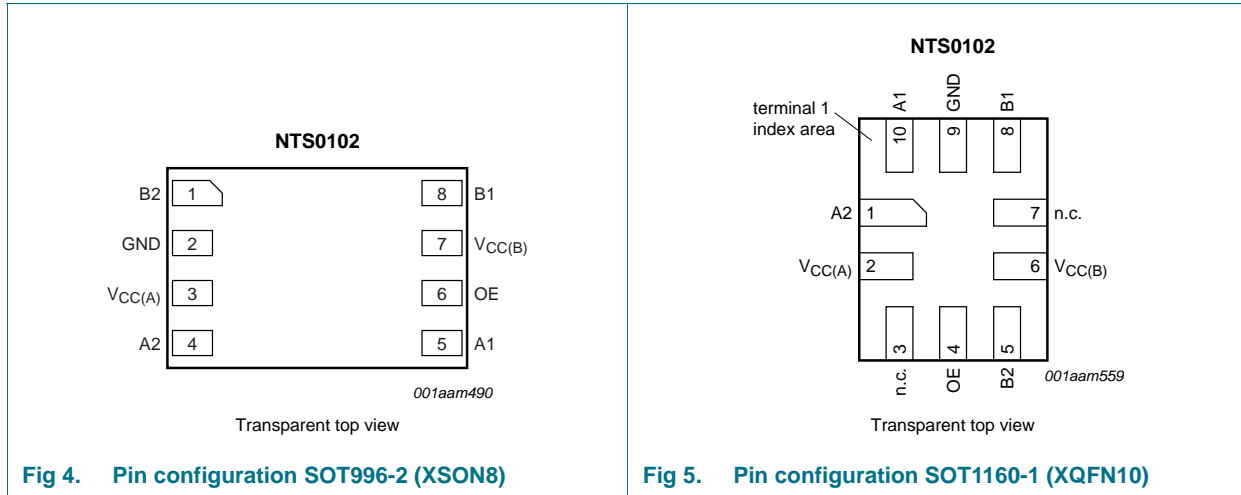 NTS0102
B2 1 8 B1
GND 2 7 VCC(B)
VCC(A) 3 6 OE
A2 4 5 A1
001aam490
Transparent top view
Fig 4. Pin configuration SOT996-2 (XSON8)
NTS0102
terminal 1
index area
A1 GND B1
10 9 8
A2 1 7 n.c.
VCC(A) 2 6 VCC(B)
3 4 5
n.c. OE B2
001aam559
Transparent top view
Fig 5. Pin configuration SOT1160-1 (XQFN10)